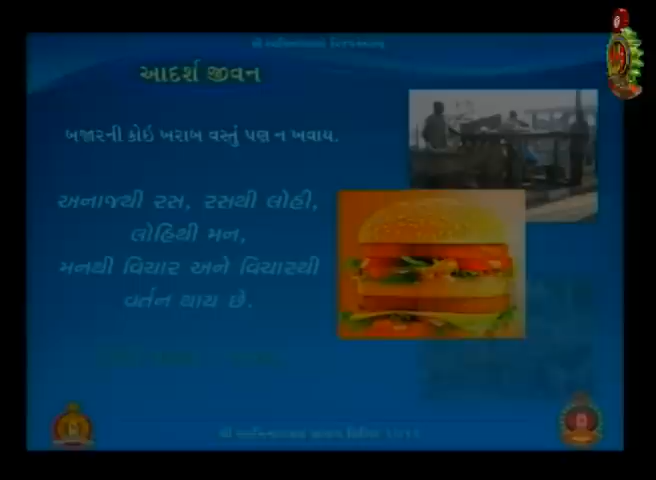 આદર્શ જીવન
બજારની કોઇ ખરાબ વસ્તું પણ ન ખવાય.
અનાજથી રસ, રસથી લોહી,
લોહિથી મન,
મનથી વિચાર અને વિચારથી
વર્તન થાય છે.